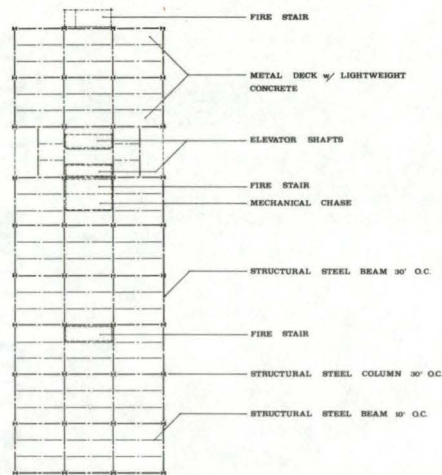 FIRE STAIR
METAL DECK w/ LIGHTWEIGHT
CONCRETE
ELEVATOR SHAFTS
FIRE STAIR
MECHANICAL CHASE
STRUCTURAL STEEL BEAM 30' O.C.
FIRE STAIR
STRUCTURAL STEEL COLUMN 30' O.C.
STRUCTURAL STEEL BEAM 10' O.C.